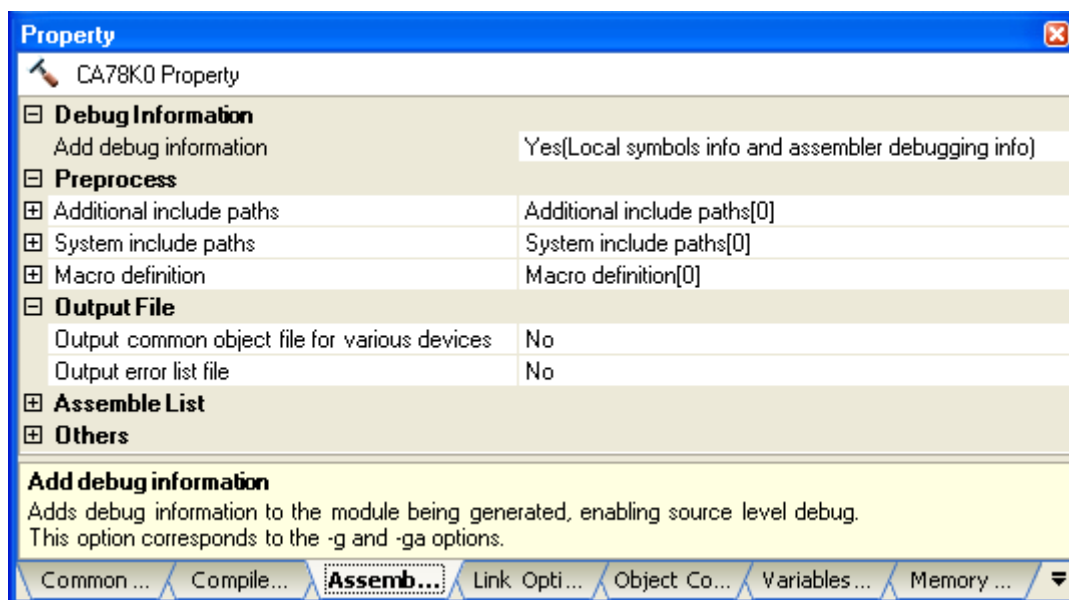 Property
CA78K0 Property
Debug Information
Add debug information Yes(Local symbols info and assembler debugging info)
Preprocess
Additional include paths Additional include paths[0]
System include paths System include paths[0]
Macro definition Macro definition[0]
Output File
Output common object file for various devices No
Output error list file No
Assemble List
Others
Add debug information
Adds debug information to the module being generated, enabling source level debug.
This option corresponds to the -g and -ga options.
Common ... Compile... Assemb... Link Opti... Object Co... Variables... Memory ...